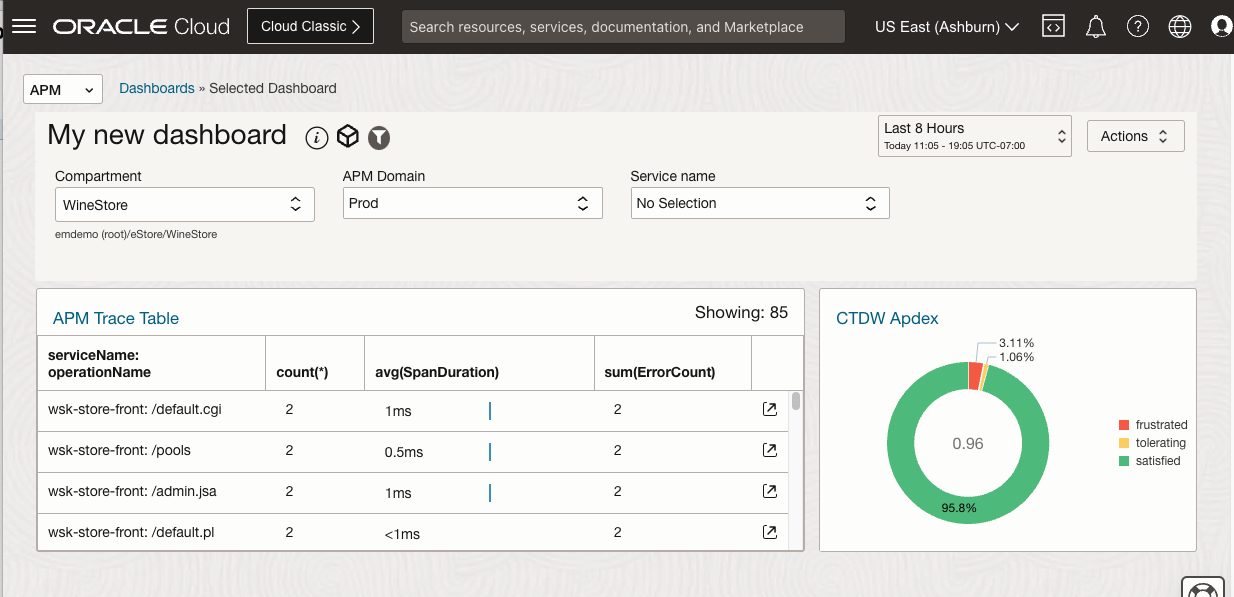 ORACLE Cloud
Cloud Classic
Search resources, services, documentation, and Marketplace
US East (Ashburn)
APM
Dashboards » Selected Dashboard
My new dashboard
Last 8 Hours
Today 11:05 - 19:05 UTC-07:00
Actions
Compartment
APM Domain
Service name
WineStore
Prod
No Selection
emdemo (root)/eStore/WineStore
APM Trace Table
Showing: 85
serviceName:
operationName
count(*)
avg(SpanDuration)
sum(ErrorCount)
wsk-store-front: /default.cgi 2 1ms 2
wsk-store-front: /pools 2 0.5ms 2
wsk-store-front: /admin.jsa 2 1ms 2
wsk-store-front: /default.pl 2 <1ms 2
CTDW Apdex
3.11%
1.06%
0.96
95.8%
frustrated
tolerating
satisfied